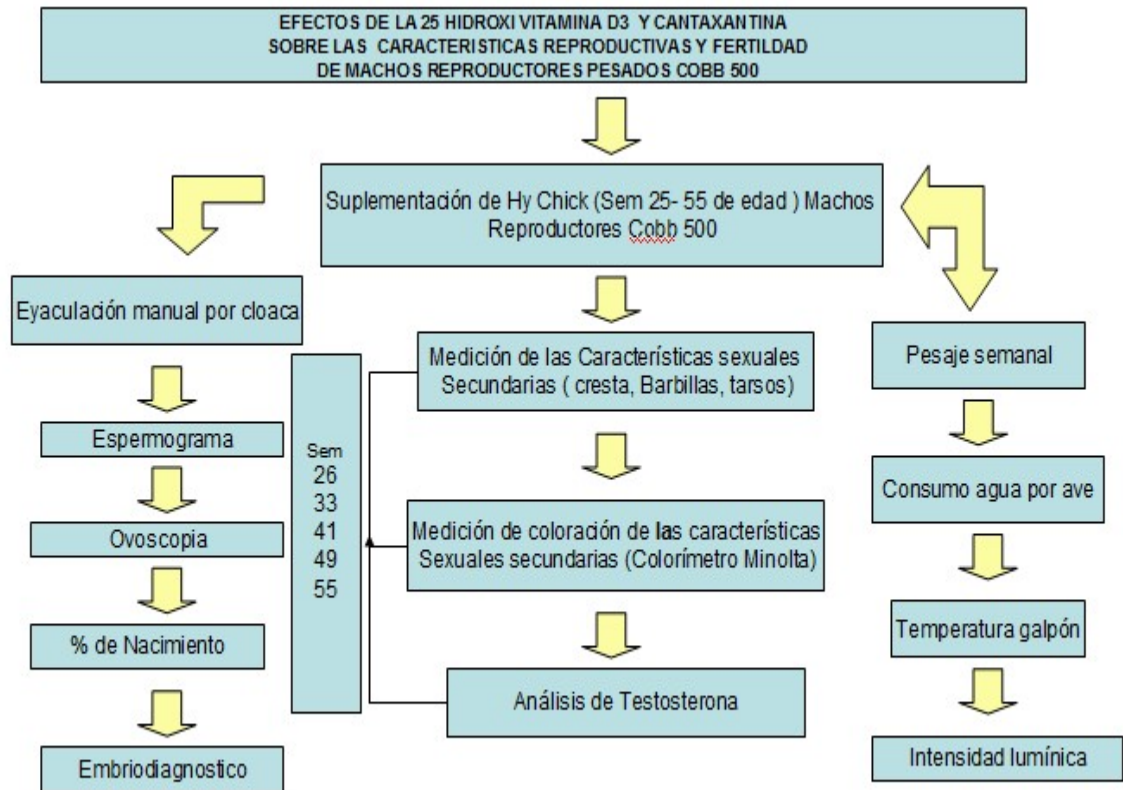 EFECTOS DE LA 25 HIDROXI VITAMINA D3 Y CANTAXANTINA
SOBRE LAS CARACTERISTICAS REPRODUCTIVAS Y FERTILDAD
DE MACHOS REPRODUCTORES PESADOS COBB 500
Suplementación de Hy Chick (Sem 25- 55 de edad ) Machos
Reproductores Cobb 500
Eyaculación manual por cloaca
Espermograma
Ovoscopia
% de Nacimiento
Embriodiagnostico
Sem
26
33
41
49
55
Medición de las Características sexuales
Secundarias ( cresta, Barbillas, tarsos)
Medición de coloración de las características
Sexuales secundarias (Colorímetro Minolta)
Análisis de Testosterona
Pesaje semanal
Consumo agua por ave
Temperatura galpón
Intensidad lumínica